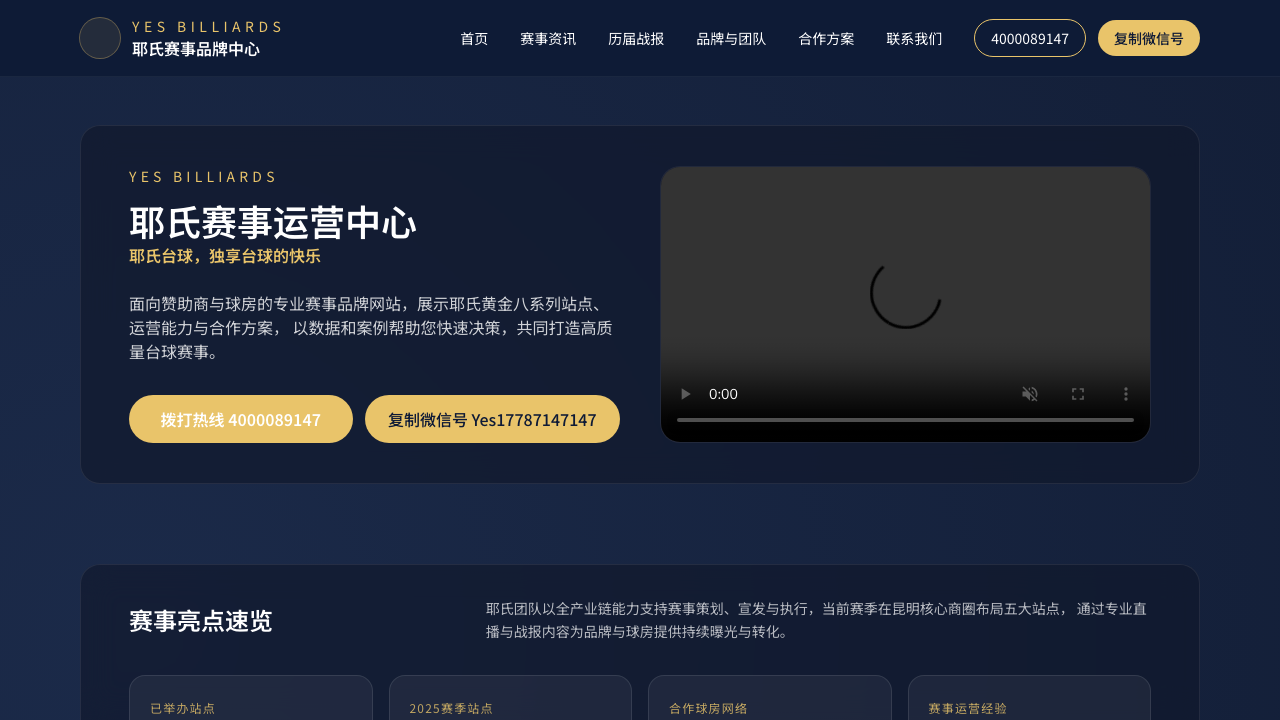 YES BILLIARDS
耶氏赛事品牌中心
首页
赛事资讯
历届战报
品牌与团队
合作方案
联系我们
4000089147
复制微信号
YES BILLIARDS
耶氏赛事运营中心
耶氏台球，独享台球的快乐
面向赞助商与球房的专业赛事品牌网站，展示耶氏黄金八系列站点、
运营能力与合作方案， 以数据和案例帮助您快速决策，共同打造高质
量台球赛事。
拨打热线 4000089147
复制微信号 Yes17787147147
0:00
赛事亮点速览
耶氏团队以全产业链能力支持赛事策划、宣发与执行，当前赛季在昆明核心商圈布局五大站点， 通过专业直
播与战报内容为品牌与球房提供持续曝光与转化。
已举办站点
2025赛季站点
合作球房网络
赛事运营经验